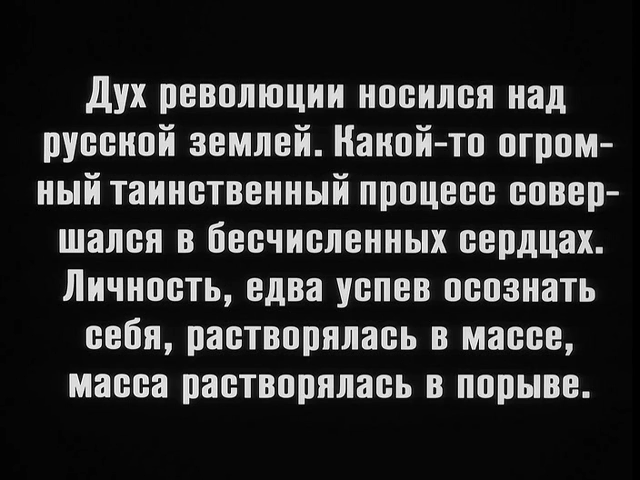 Дух революции носился над
русской землей. Какой-то огром-
ный таинственный процесс совер-
шался в бесчисленных сердцах.
Личность, едва успев осознать
себя, растворялась в массе,
масса растворялась в порыве.